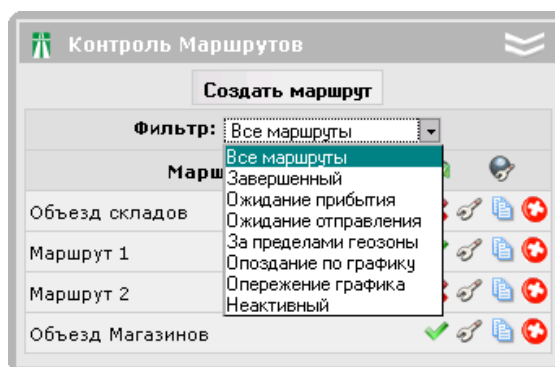 Контроль Маршрутов
Создать маршрут
Фильтр: Все маршруты
Марш
Все маршруты
Завершенный
Ожидание прибытия
Ожидание отправления
За пределами геозоны
Опоздание по графику
Опережение графика
Неактивный
Объезд складов
Маршрут 1
Маршрут 2
Объезд Магазинов